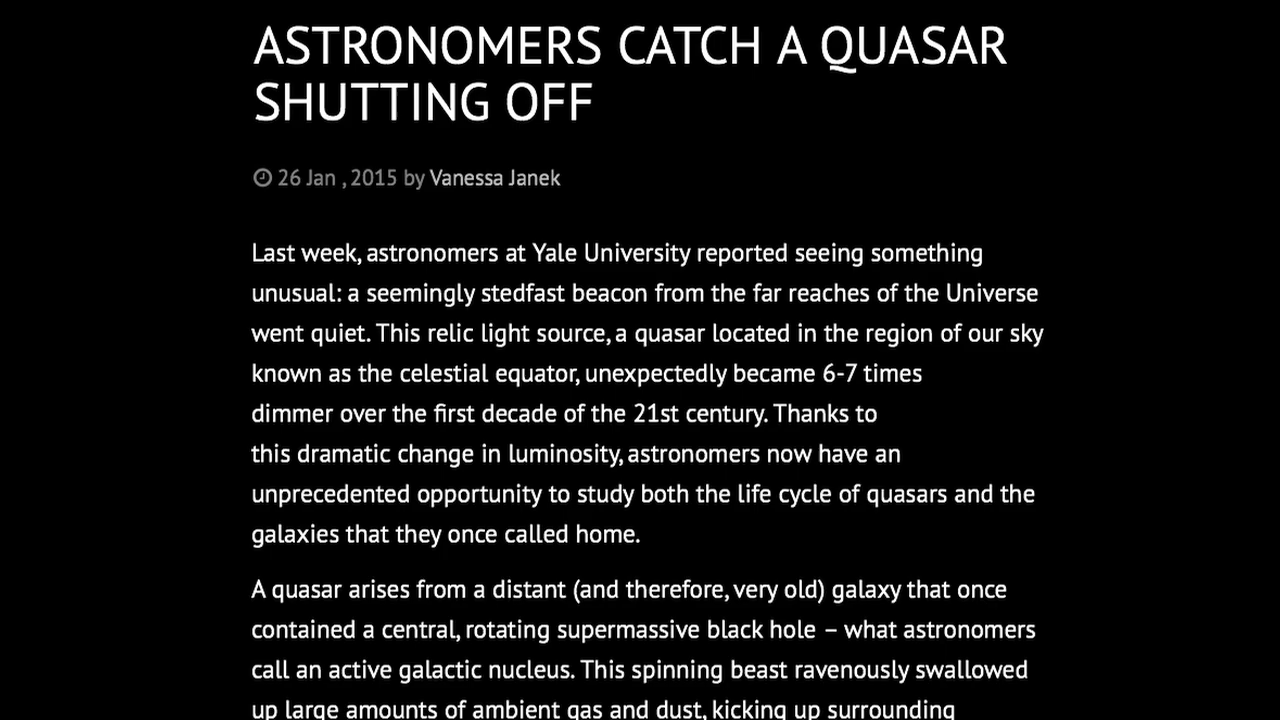 ASTRONOMERS CATCH A QUASAR
SHUTTING OFF
26 Jan , 2015 by Vanessa Janek
Last week, astronomers at Yale University reported seeing something
unusual: a seemingly stedfast beacon from the far reaches of the Universe
went quiet. This relic light source, a quasar located in the region of our sky
known as the celestial equator, unexpectedly became 6-7 times
dimmer over the first decade of the 21st century. Thanks to
this dramatic change in luminosity, astronomers now have an
unprecedented opportunity to study both the life cycle of quasars and the
galaxies that they once called home.
A quasar arises from a distant (and therefore, very old) galaxy that once
contained a central, rotating supermassive black hole – what astronomers
call an active galactic nucleus. This spinning beast ravenously swallowed
up large amounts of ambient gas and dust, kicking up surrounding